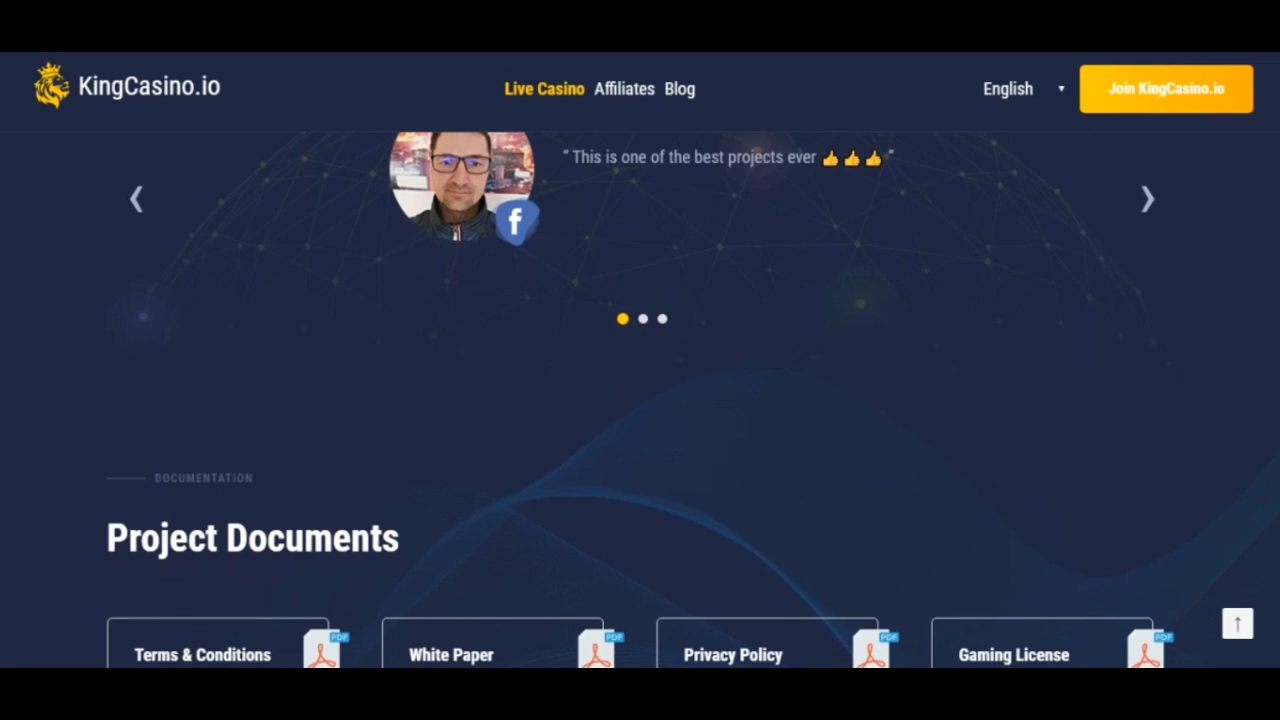 KingCasino.io
Live Casino Affiliates Blog
English
Join KingCasino.io
“ This is one of the best projects ever 👍👍👍 ”
f
DOCUMENTATION
Project Documents
Terms & Conditions
PDF
White Paper
PDF
Privacy Policy
PDF
Gaming License
PDF